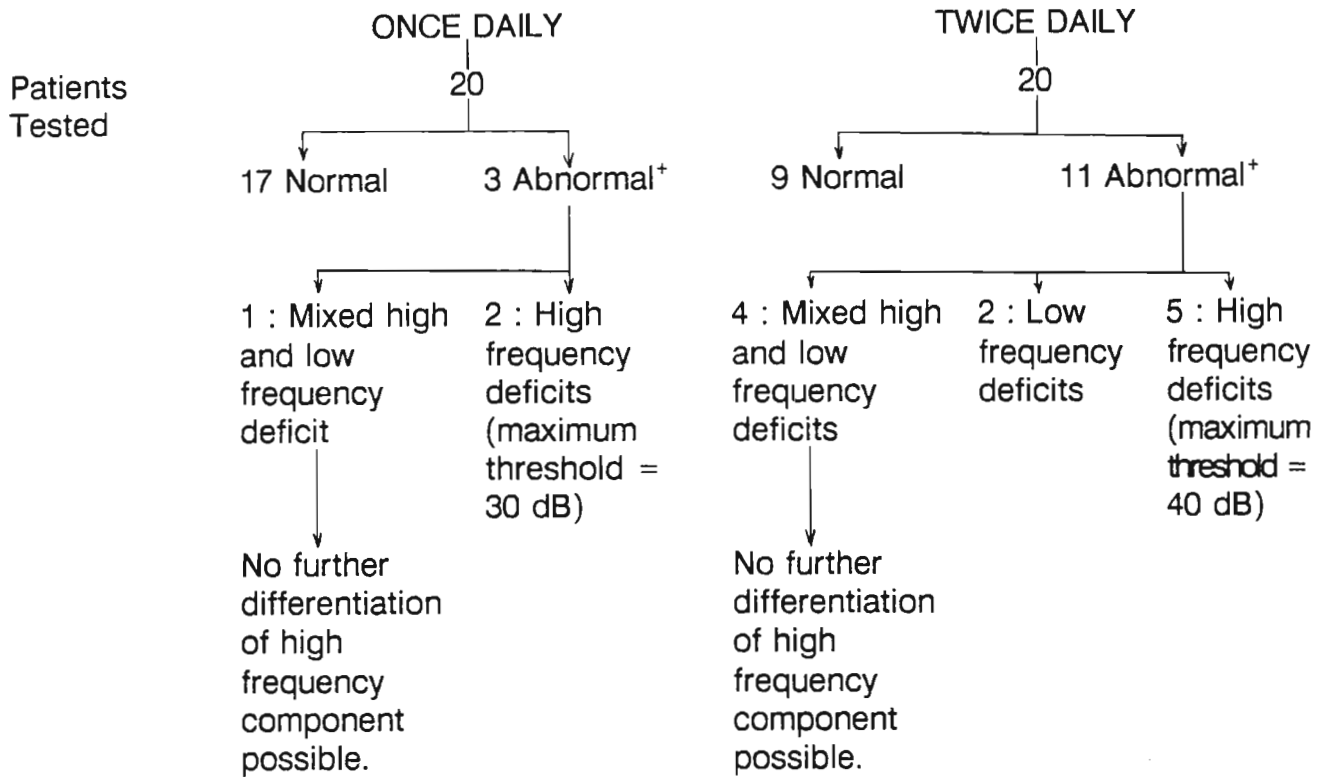 ONCE DAILY
TWICE DAILY
Patients
Tested
20
20
17 Normal
3 Abnormal⁺
9 Normal
11 Abnormal⁺
1 : Mixed high
and low
frequency
deficit
2 : High
frequency
deficits
(maximum
threshold =
30 dB)
4 : Mixed high
and low
frequency
deficits
2 : Low
frequency
deficits
5 : High
frequency
deficits
(maximum
threshold =
40 dB)
No further
differentiation
of high
frequency
component
possible.
No further
differentiation
of high
frequency
component
possible.